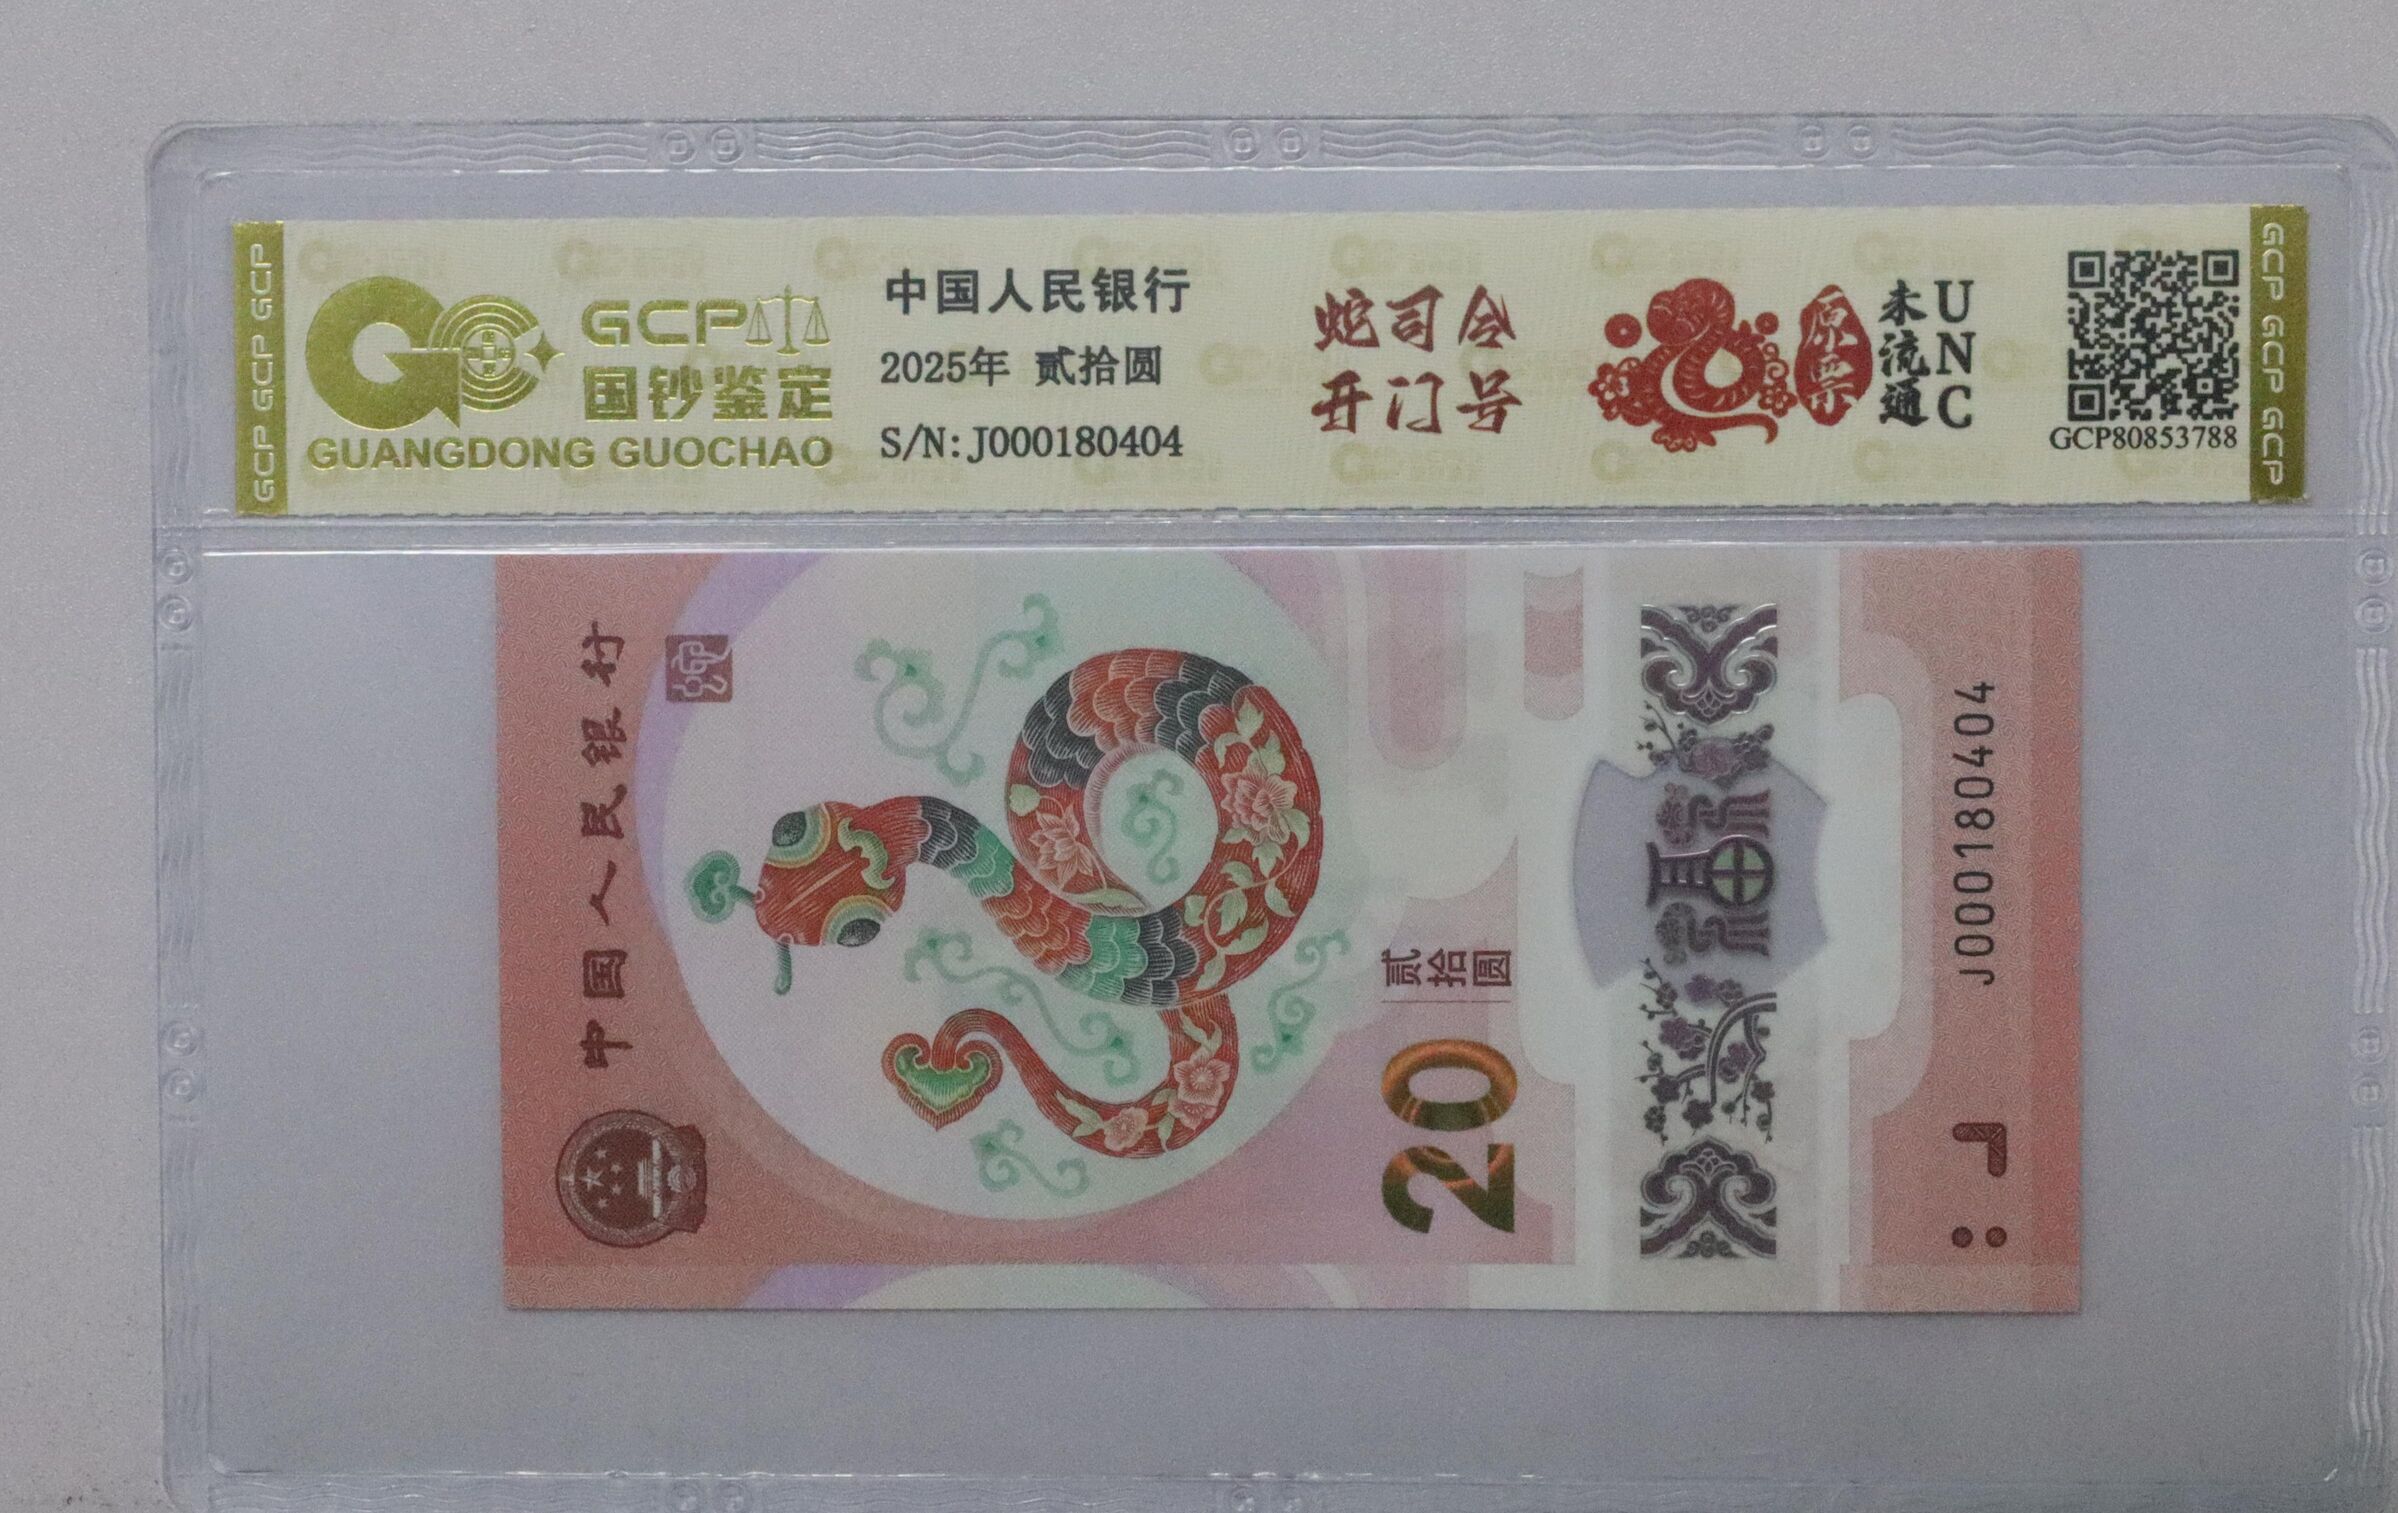 GCP GCP GCP
GCP
国钞鉴定
GUANGDONG GUOCHAO
中国人民银行
2025年 贰拾圆
S/N: J000180404
蛇司令
开门号
原票
未流通
UNC
GCP80853788
GCP GCP GCP
中国人民银行
20
贰拾圆
福
J000180404